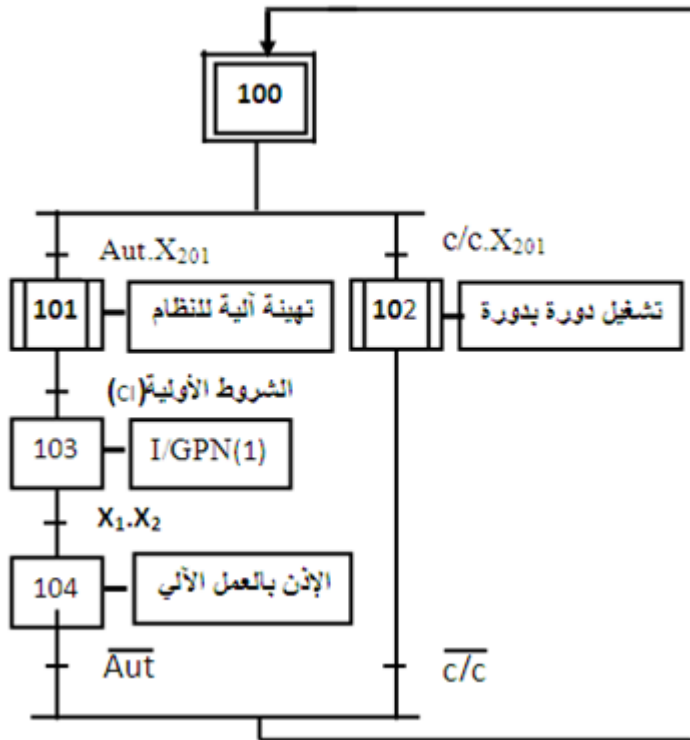 100
Aut.X₂₀₁
c/c.X₂₀₁
101
تهيئة آلية للنظام
102
تشغيل دورة بدورة
الشروط الأولية(CI)
103
I/GPN(1)
X₁.X₂
104
الإذن بالعمل الآلي
A̅u̅t̅
c̅/̅c̅